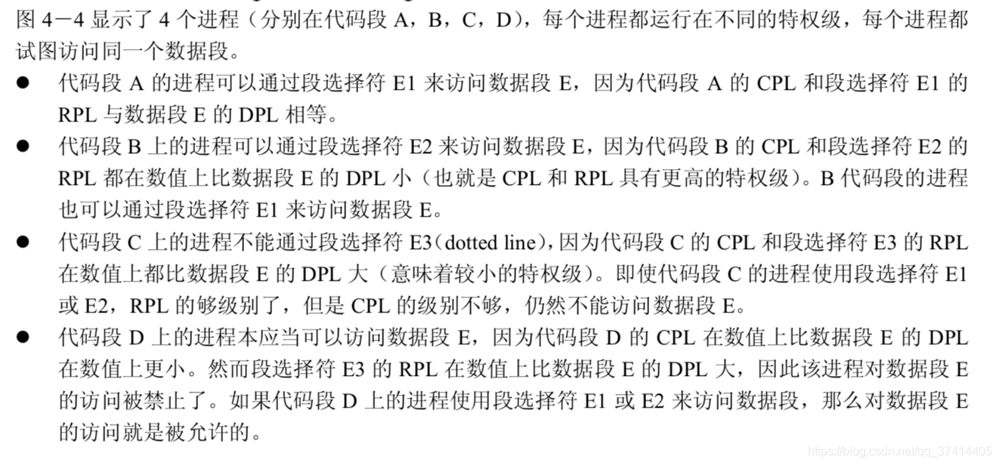 图 4－4 显示了 4 个进程（分别在代码段 A，B，C，D），每个进程都运行在不同的特权级，每个进程都
试图访问同一个数据段。
● 代码段 A 的进程可以通过段选择符 E1 来访问数据段 E，因为代码段 A 的 CPL 和段选择符 E1 的
RPL 与数据段 E 的 DPL 相等。
● 代码段 B 上的进程可以通过段选择符 E2 来访问数据段 E，因为代码段 B 的 CPL 和段选择符 E2 的
RPL 都在数值上比数据段 E 的 DPL 小（也就是 CPL 和 RPL 具有更高的特权级）。B 代码段的进程
也可以通过段选择符 E1 来访问数据段 E。
● 代码段 C 上的进程不能通过段选择符 E3（dotted line），因为代码段 C 的 CPL 和段选择符 E3 的 RPL
在数值上都比数据段 E 的 DPL 大（意味着较小的特权级）。即使代码段 C 的进程使用段选择符 E1
或 E2，RPL 的够级别了，但是 CPL 的级别不够，仍然不能访问数据段 E。
● 代码段 D 上的进程本应当可以访问数据段 E，因为代码段 D 的 CPL 在数值上比数据段 E 的 DPL
在数值上更小。然而段选择符 E3 的 RPL 在数值上比数据段 E 的 DPL 大，因此该进程对数据段 E
的访问被禁止了。如果代码段 D 上的进程使用段选择符 E1 或 E2 来访问数据段，那么对数据段 E
的访问就是被允许的。
https://blog.csdn.net/qq_37414405